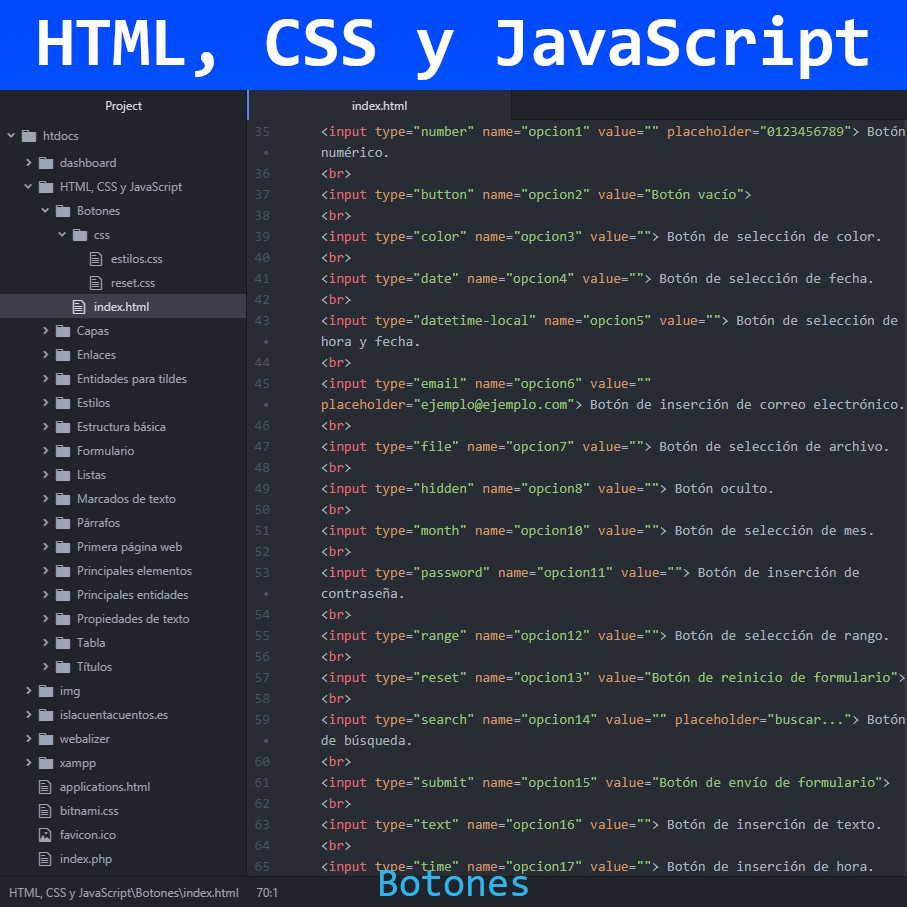 HTML, CSS y JavaScript
Project
htdocs
dashboard
HTML, CSS y JavaScript
Botones
css
estilos.css
reset.css
index.html
Capas
Enlaces
Entidades para tildes
Estilos
Estructura básica
Formulario
Listas
Marcados de texto
Párrafos
Primera página web
Principales elementos
Principales entidades
Propiedades de texto
Tabla
Títulos
img
islacuentacuentos.es
webalizer
xampp
applications.html
bitnami.css
favicon.ico
index.php
index.html
35 <input type="number" name="opcion1" value="" placeholder="0123456789"> Botón
• numérico.
36 <br>
37 <input type="button" name="opcion2" value="Botón vacío">
38 <br>
39 <input type="color" name="opcion3" value=""> Botón de selección de color.
40 <br>
41 <input type="date" name="opcion4" value=""> Botón de selección de fecha.
42 <br>
43 <input type="datetime-local" name="opcion5" value=""> Botón de selección de
• hora y fecha.
44 <br>
45 <input type="email" name="opcion6" value=""
• placeholder="ejemplo@ejemplo.com"> Botón de inserción de correo electrónico.
46 <br>
47 <input type="file" name="opcion7" value=""> Botón de selección de archivo.
48 <br>
49 <input type="hidden" name="opcion8" value=""> Botón oculto.
50 <br>
51 <input type="month" name="opcion10" value=""> Botón de selección de mes.
52 <br>
53 <input type="password" name="opcion11" value=""> Botón de inserción de
• contraseña.
54 <br>
55 <input type="range" name="opcion12" value=""> Botón de selección de rango.
56 <br>
57 <input type="reset" name="opcion13" value="Botón de reinicio de formulario">
58 <br>
59 <input type="search" name="opcion14" value="" placeholder="buscar..."> Botón
• de búsqueda.
60 <br>
61 <input type="submit" name="opcion15" value="Botón de envío de formulario">
62 <br>
63 <input type="text" name="opcion16" value=""> Botón de inserción de texto.
64 <br>
65 <input type="time" name="opcion17" value=""> Botón de inserción de hora.
HTML, CSS y JavaScript\Botones\index.html 70:1
Botones